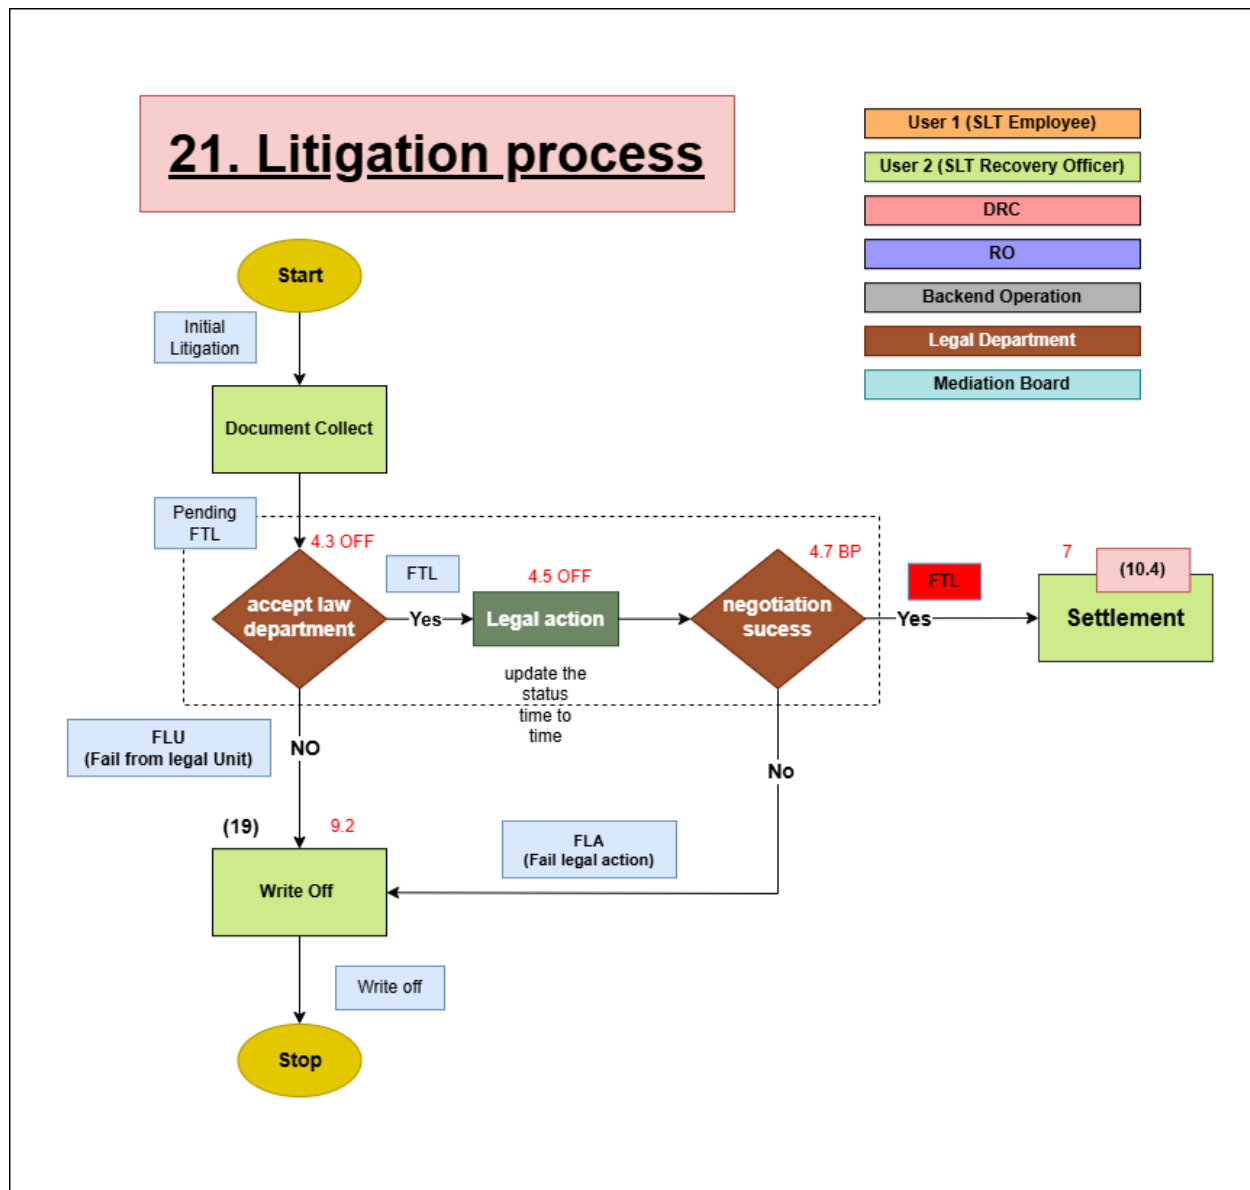 21. Litigation process
User 1 (SLT Employee)
User 2 (SLT Recovery Officer)
DRC
RO
Backend Operation
Legal Department
Mediation Board
Start
Initial
Litigation
Document Collect
Pending
FTL
4.3 OFF
accept law
department
FTL
Yes
4.5 OFF
Legal action
update the
status
time to
time
4.7 BP
negotiation
sucess
FTL
Yes
7
(10.4)
Settlement
FLU
(Fail from legal Unit)
NO
No
FLA
(Fail legal action)
(19)
9.2
Write Off
Write off
Stop